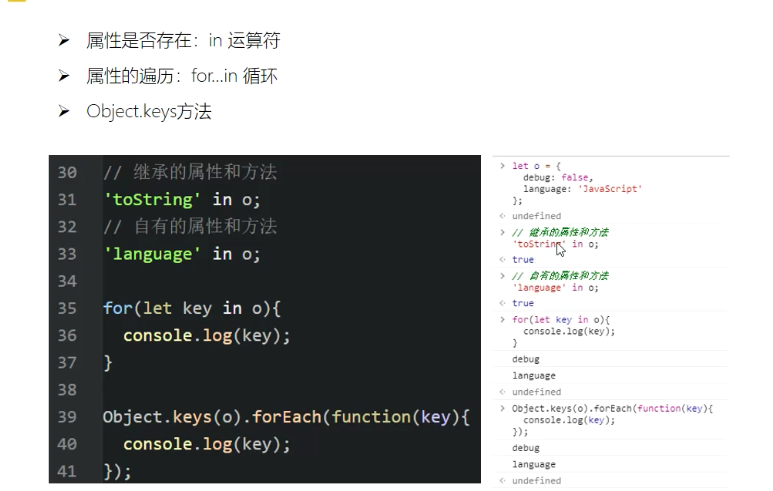 属性是否存在：in 运算符
属性的遍历：for...in 循环
Object.keys方法
30 // 继承的属性和方法
31 'toString' in o;
32 // 自有的属性和方法
33 'language' in o;
34
35 for(let key in o){
36 console.log(key);
37 }
38
39 Object.keys(o).forEach(function(key){
40 console.log(key);
41 });
> let o = {
debug: false,
language: 'JavaScript'
};
<· undefined
> // 继承的属性和方法
'toString' in o;
<· true
> // 自有的属性和方法
'language' in o;
<· true
> for(let key in o){
console.log(key);
}
debug
language
<· undefined
> Object.keys(o).forEach(function(key){
console.log(key);
});
debug
language
<· undefined